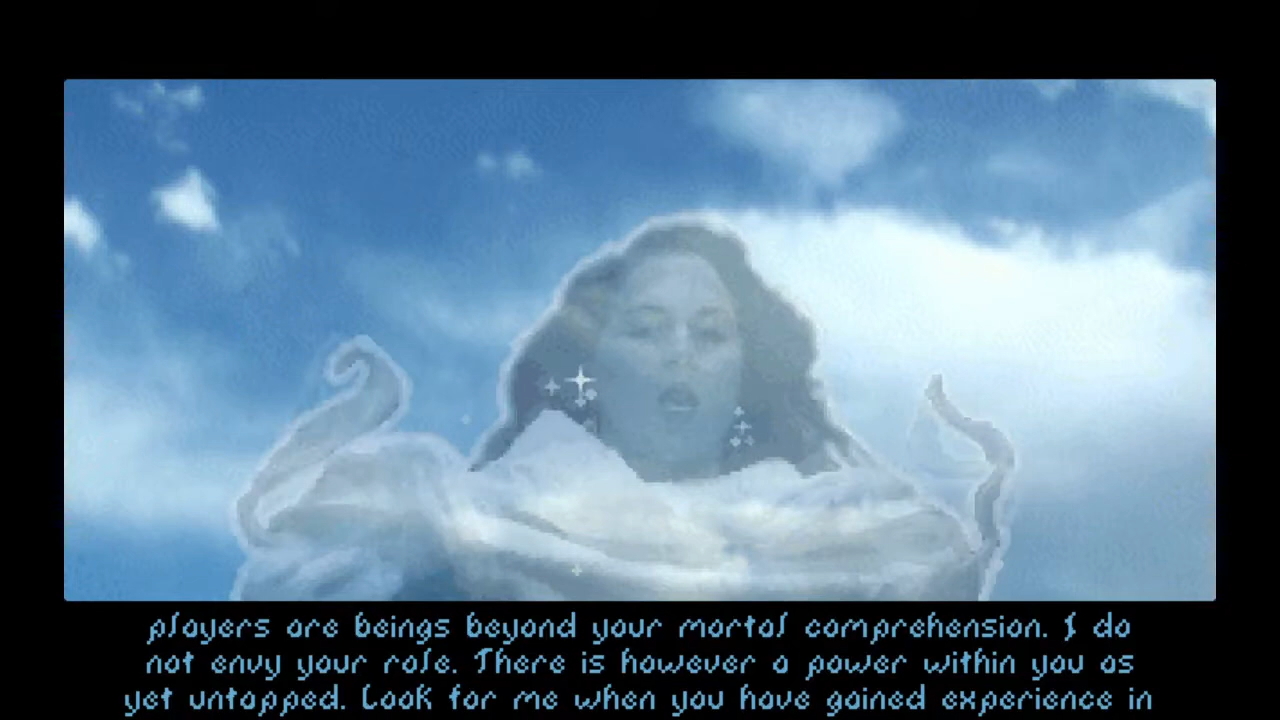 players are beings beyond your mortal comprehension. I do
not envy your role. There is however a power within you as
yet untapped. Look for me when you have gained experience in